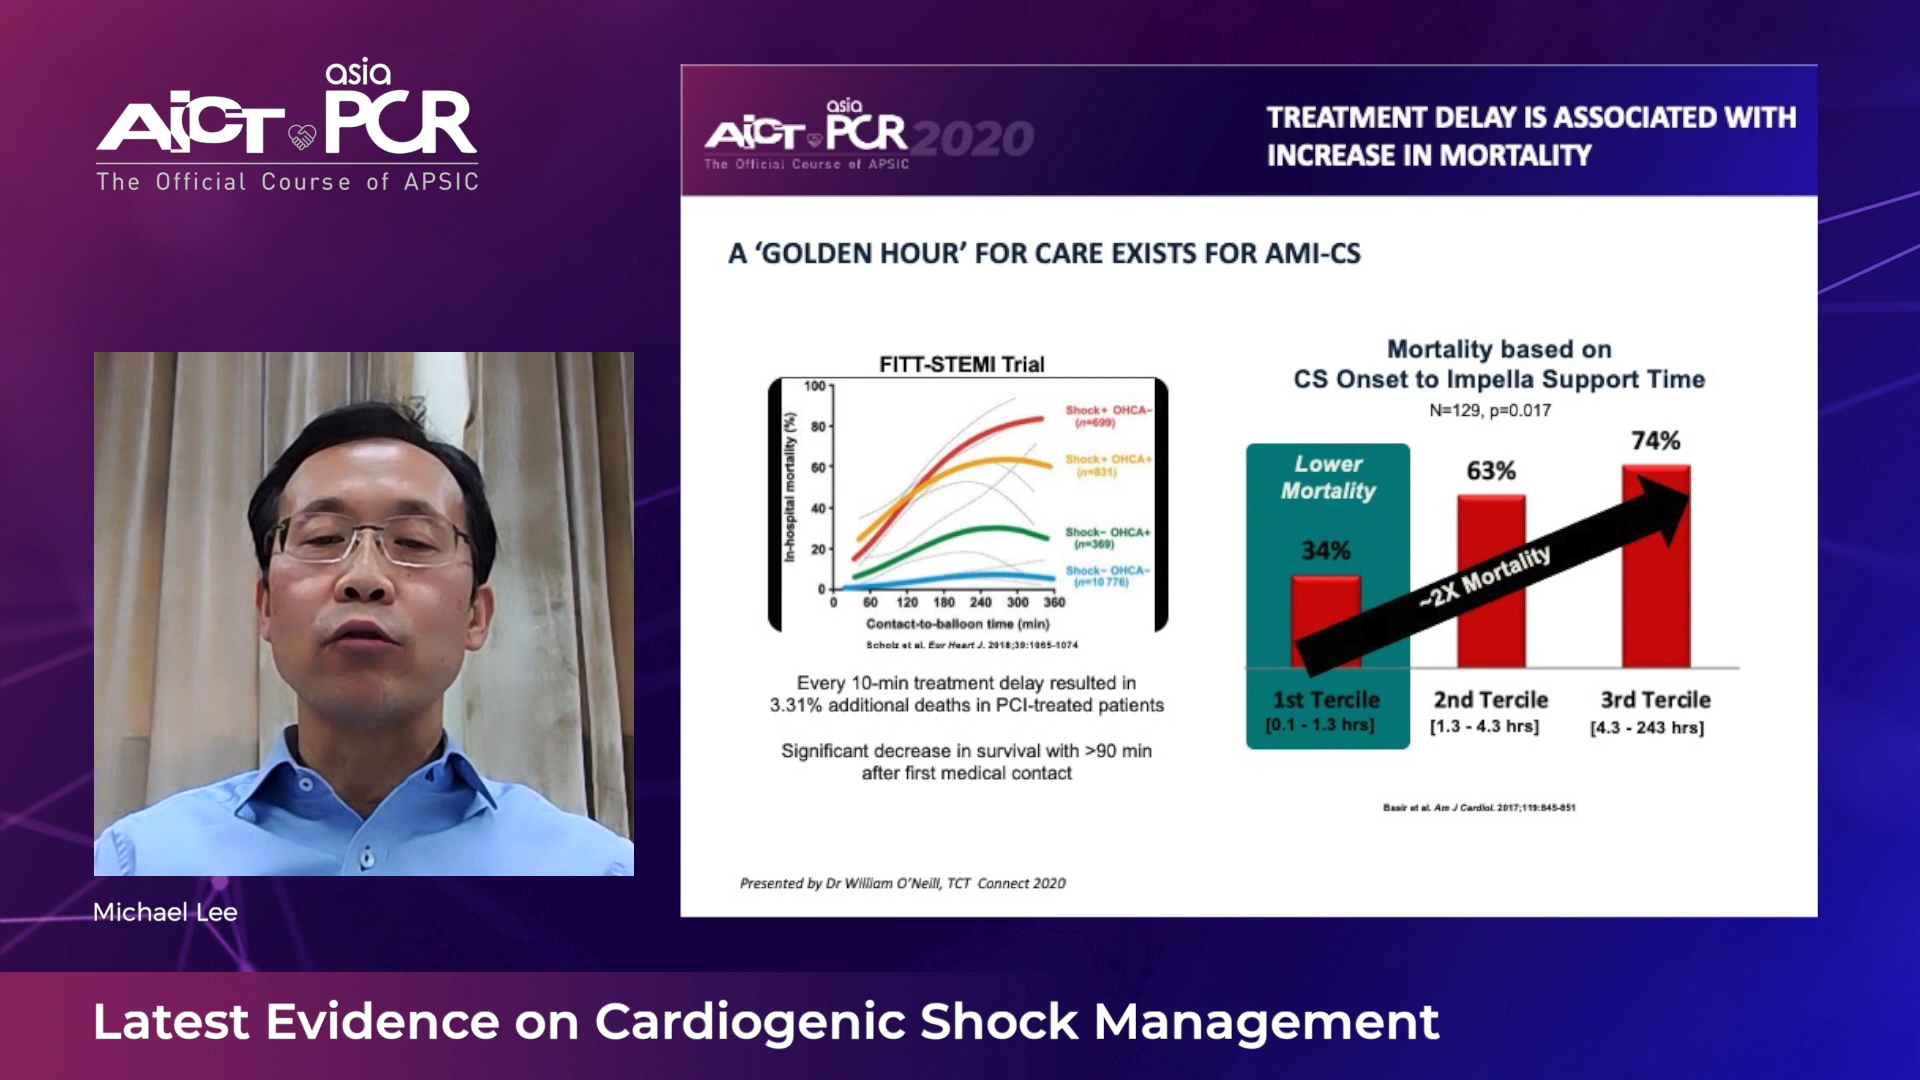 asia
AiCT PCR
The Official Course of APSIC
asia
AiCT PCR 2020
The Official Course of APSIC
TREATMENT DELAY IS ASSOCIATED WITH
INCREASE IN MORTALITY
A ‘GOLDEN HOUR’ FOR CARE EXISTS FOR AMI-CS
FITT-STEMI Trial
100
80
60
40
20
0
In-hospital mortality (%)
Shock+ OHCA−
(n=699)
Shock+ OHCA+
(n=831)
Shock− OHCA+
(n=369)
Shock− OHCA−
(n=10 776)
0 60 120 180 240 300 360
Contact-to-balloon time (min)
Scholz et al. Eur Heart J. 2018;39:1065-1074
Every 10-min treatment delay resulted in
3.31% additional deaths in PCI-treated patients
Significant decrease in survival with >90 min
after first medical contact
Mortality based on
CS Onset to Impella Support Time
N=129, p=0.017
Lower
Mortality
34%
63%
74%
~2X Mortality
1st Tercile
[0.1 - 1.3 hrs]
2nd Tercile
[1.3 - 4.3 hrs]
3rd Tercile
[4.3 - 243 hrs]
Basir et al. Am J Cardiol. 2017;119:845-851
Presented by Dr William O’Neill, TCT Connect 2020
Michael Lee
Latest Evidence on Cardiogenic Shock Management